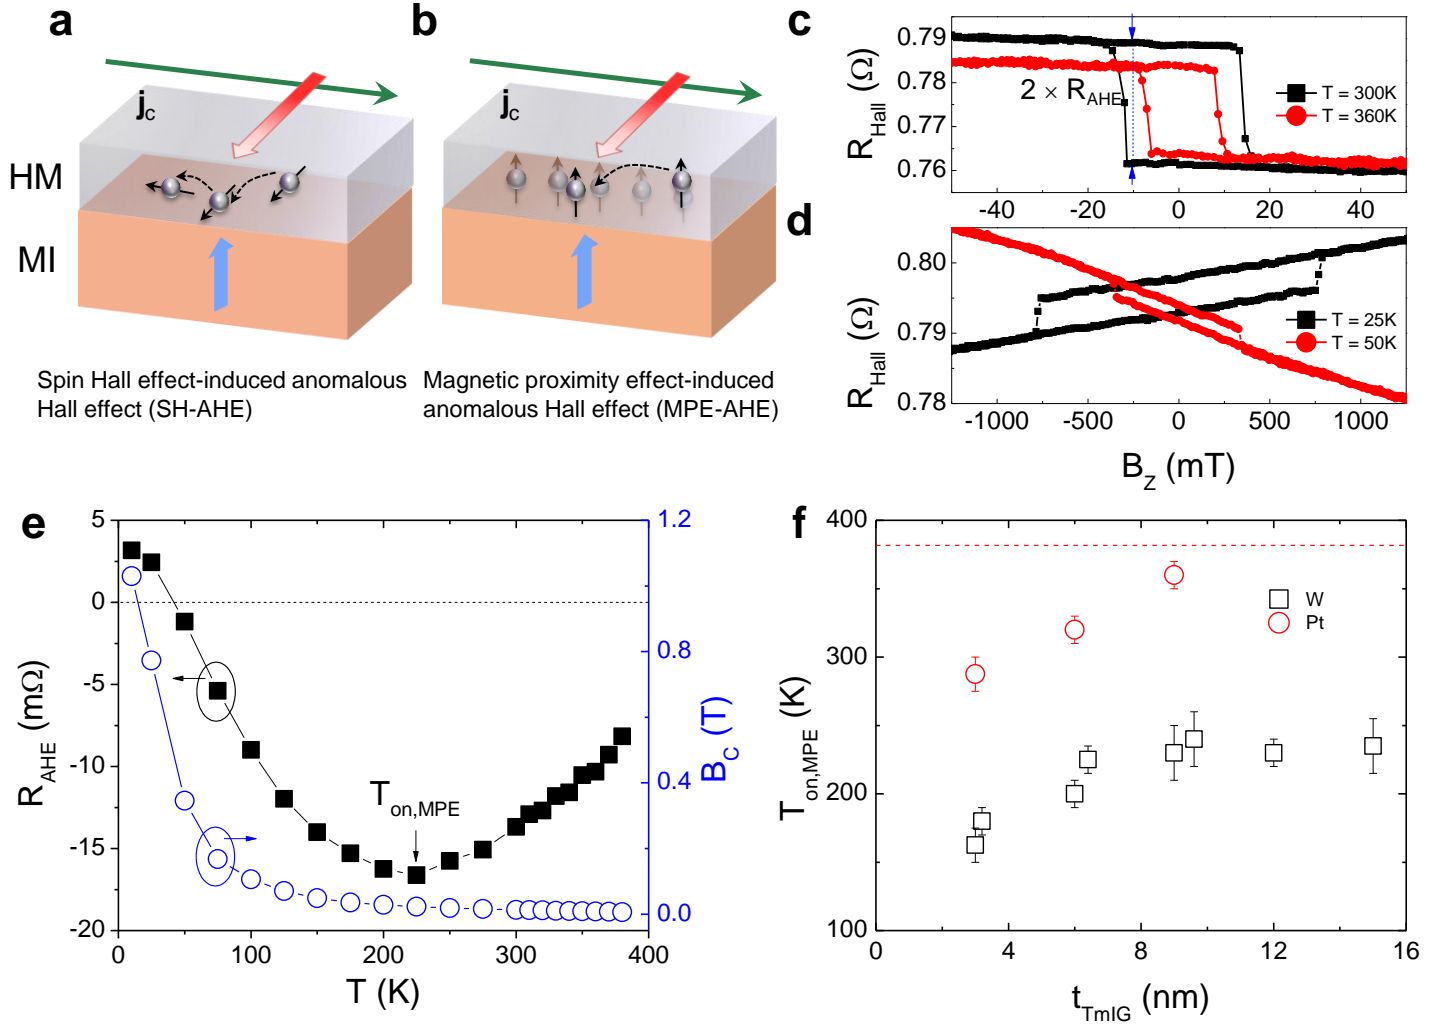 a
j_c
HM
MI
Spin Hall effect-induced anomalous
Hall effect (SH-AHE)
b
j_c
Magnetic proximity effect-induced
anomalous Hall effect (MPE-AHE)
c
0.79
0.78
0.77
0.76
R_Hall (Ω)
2 × R_AHE
T = 300K
T = 360K
-40
-20
0
20
40
d
0.80
0.79
0.78
R_Hall (Ω)
T = 25K
T = 50K
-1000
-500
0
500
1000
B_Z (mT)
e
5
0
-5
-10
-15
-20
R_AHE (mΩ)
T_on,MPE
1.2
0.8
0.4
0.0
B_C (T)
0
100
200
300
400
T (K)
f
400
300
200
100
T_on,MPE (K)
W
Pt
0
4
8
12
16
t_TmIG (nm)